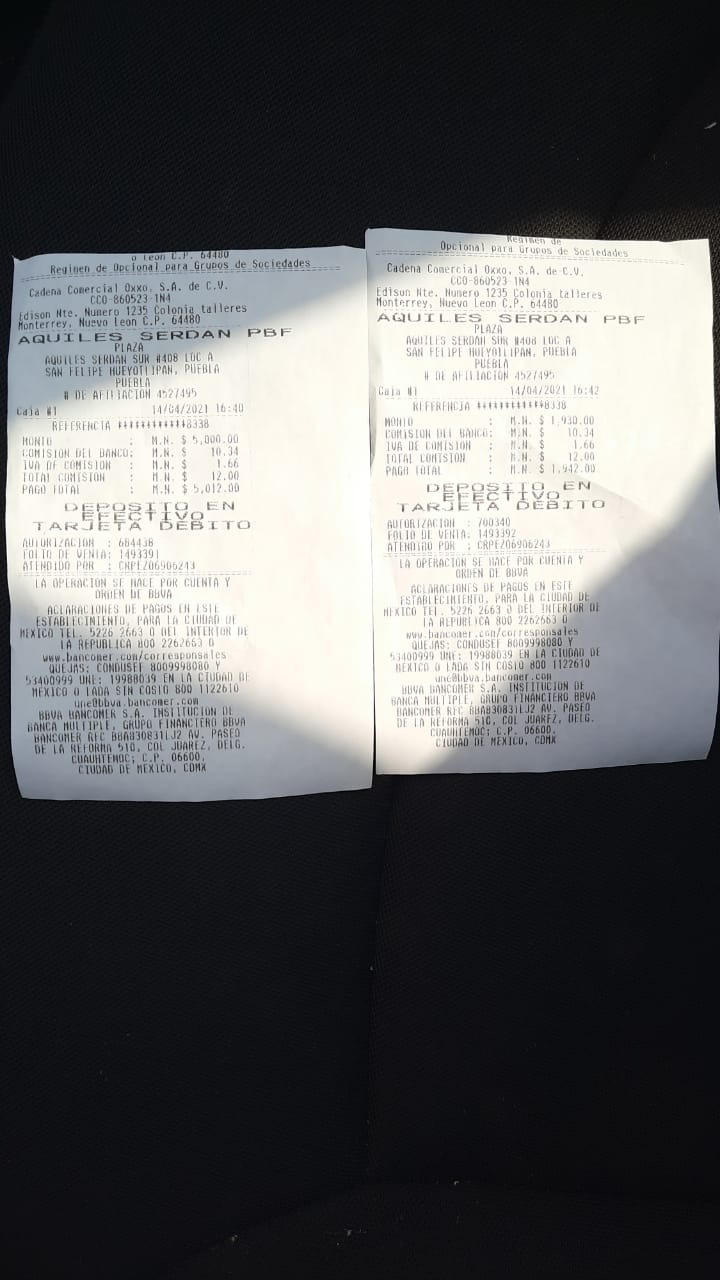 o Leon C.P. 64480
Regimen de Opcional para Grupos de Sociedades
Cadena Comercial Oxxo, S.A. de C.V.
CCO-860523-1N4
Edison Nte. Numero 1235 Colonia talleres
Monterrey, Nuevo Leon C.P. 64480
AQUILES SERDAN PBF
PLAZA
AQUILES SERDAN SUR #408 LOC A
SAN FELIPE HUEYOTLIPAN, PUEBLA
PUEBLA
# DE AFILIACION 4527495
Caja #1 14/04/2021 16:40
REFERENCIA ************8338
MONTO : M.N. $ 5,000.00
COMISION DEL BANCO: M.N. $ 10.34
IVA DE COMISION : M.N. $ 1.66
TOTAL COMISION : M.N. $ 12.00
PAGO TOTAL : M.N. $ 5,012.00
DEPOSITO EN
EFECTIVO
TARJETA DEBITO
AUTORIZACION : 684438
FOLIO DE VENTA: 1493391
ATENDIDO POR : CRPEZ06906243
LA OPERACION SE HACE POR CUENTA Y
ORDEN DE BBVA
ACLARACIONES DE PAGOS EN ESTE
ESTABLECIMIENTO, PARA LA CIUDAD DE
MEXICO TEL. 5226 2663 O DEL INTERIOR DE
LA REPUBLICA 800 2262663 O
www.bancomer.com/corresponsales
QUEJAS: CONDUSEF 8009998080 Y
53400999 UNE: 19988039 EN LA CIUDAD DE
MEXICO O LADA SIN COSTO 800 1122610
une@bbva.bancomer.com
BBVA BANCOMER S.A. INSTITUCION DE
BANCA MULTIPLE, GRUPO FINANCIERO BBVA
BANCOMER RFC BBA830831LJ2 AV. PASEO
DE LA REFORMA 510, COL JUAREZ, DELG.
CUAUHTEMOC; C.P. 06600,
CIUDAD DE MEXICO, CDMX
Regimen de
Opcional para Grupos de Sociedades
Cadena Comercial Oxxo, S.A. de C.V.
CCO-860523-1N4
Edison Nte. Numero 1235 Colonia talleres
Monterrey, Nuevo Leon C.P. 64480
AQUILES SERDAN PBF
PLAZA
AQUILES SERDAN SUR #408 LOC A
SAN FELIPE HUEYOTLIPAN, PUEBLA
PUEBLA
# DE AFILIACION 4527495
Caja #1 14/04/2021 16:42
REFERENCIA ************8338
MONTO : M.N. $ 1,930.00
COMISION DEL BANCO: M.N. $ 10.34
IVA DE COMISION : M.N. $ 1.66
TOTAL COMISION : M.N. $ 12.00
PAGO TOTAL : M.N. $ 1,942.00
DEPOSITO EN
EFECTIVO
TARJETA DEBITO
AUTORIZACION : 700340
FOLIO DE VENTA: 1493392
ATENDIDO POR : CRPEZ06906243
LA OPERACION SE HACE POR CUENTA Y
ORDEN DE BBVA
ACLARACIONES DE PAGOS EN ESTE
ESTABLECIMIENTO, PARA LA CIUDAD DE
MEXICO TEL. 5226 2663 O DEL INTERIOR DE
LA REPUBLICA 800 2262663 O
www.bancomer.com/corresponsales
QUEJAS: CONDUSEF 8009998080 Y
53400999 UNE: 19988039 EN LA CIUDAD DE
MEXICO O LADA SIN COSTO 800 1122610
une@bbva.bancomer.com
BBVA BANCOMER S.A. INSTITUCION DE
BANCA MULTIPLE, GRUPO FINANCIERO BBVA
BANCOMER RFC BBA830831LJ2 AV. PASEO
DE LA REFORMA 510, COL JUAREZ, DELG.
CUAUHTEMOC; C.P. 06600,
CIUDAD DE MEXICO, CDMX